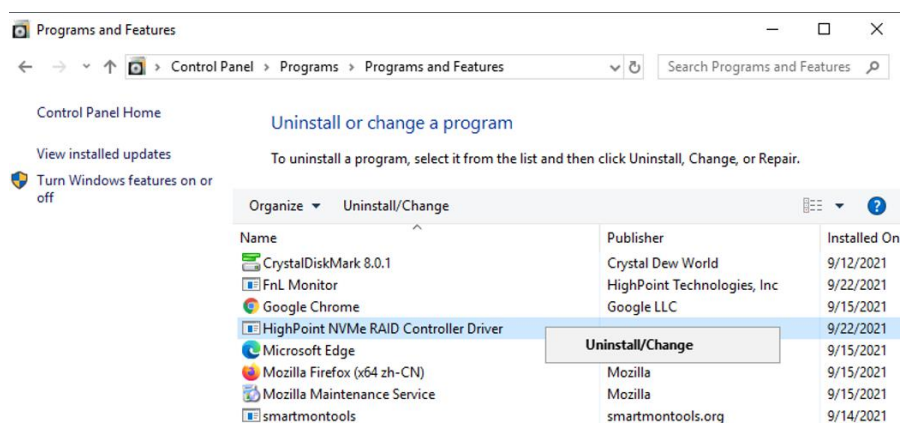 Programs and Features
Control Panel > Programs > Programs and Features
Search Programs and Features
Control Panel Home
Uninstall or change a program
View installed updates
To uninstall a program, select it from the list and then click Uninstall, Change, or Repair.
Turn Windows features on or
off
Organize Uninstall/Change
Name Publisher Installed On
CrystalDiskMark 8.0.1 Crystal Dew World 9/12/2021
FnL Monitor HighPoint Technologies, Inc 9/22/2021
Google Chrome Google LLC 9/15/2021
HighPoint NVMe RAID Controller Driver 9/22/2021
Uninstall/Change
Microsoft Edge 9/15/2021
Mozilla Firefox (x64 zh-CN) Mozilla 9/15/2021
Mozilla Maintenance Service Mozilla 9/15/2021
smartmontools smartmontools.org 9/14/2021